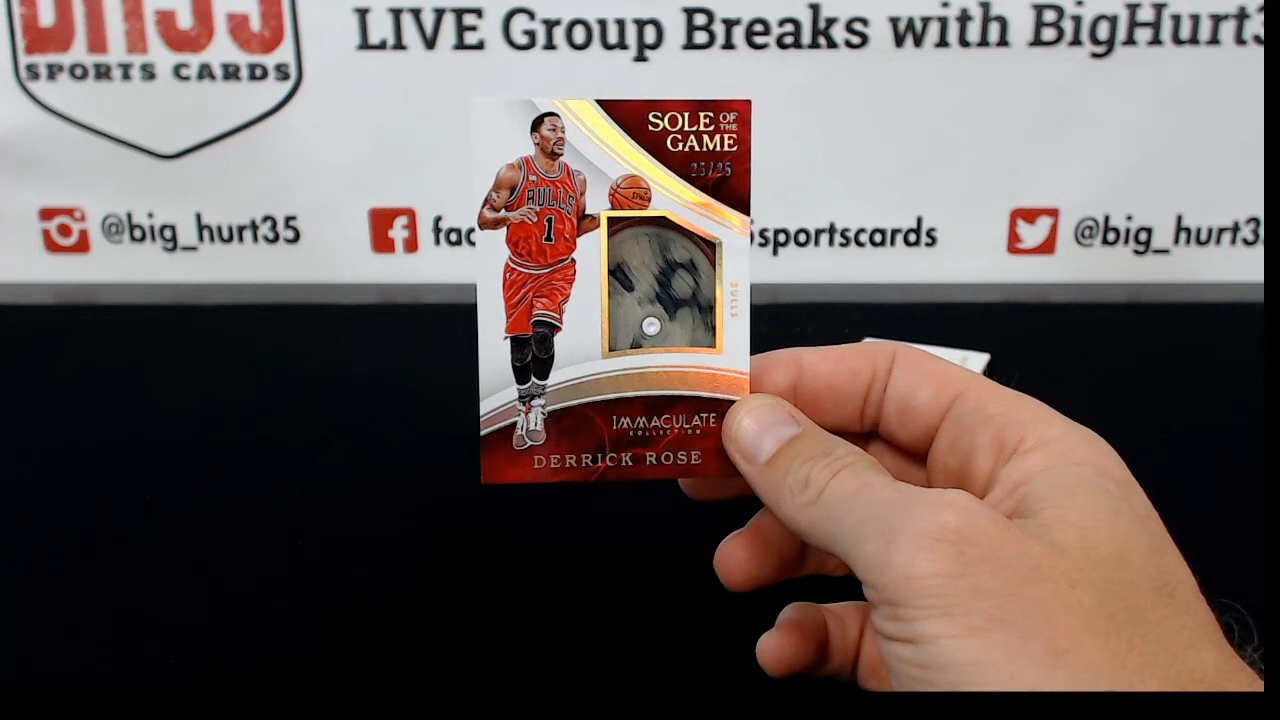 LIVE Group Breaks with BigHurt3
SPORTS CARDS
@big_hurt35
fac
sportscards
@big_hurt3
SOLE OF THE
GAME
25/25
BULLS
1
BULLS
IMMACULATE
COLLECTION
DERRICK ROSE